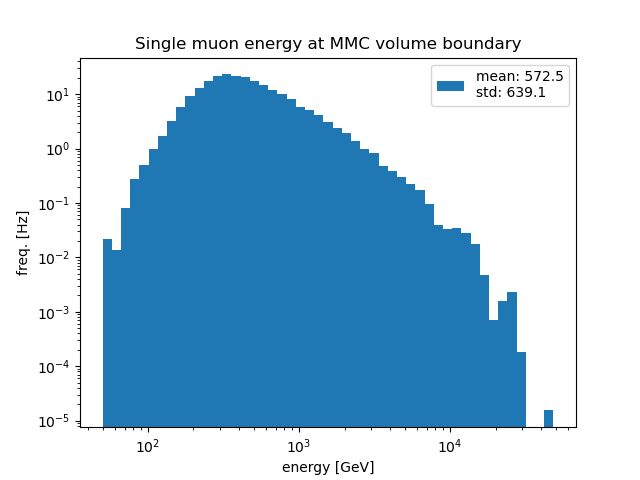 Single muon energy at MMC volume boundary
mean: 572.5
std: 639.1
freq. [Hz]
10^1
10^0
10^-1
10^-2
10^-3
10^-4
10^-5
10^2
10^3
10^4
energy [GeV]